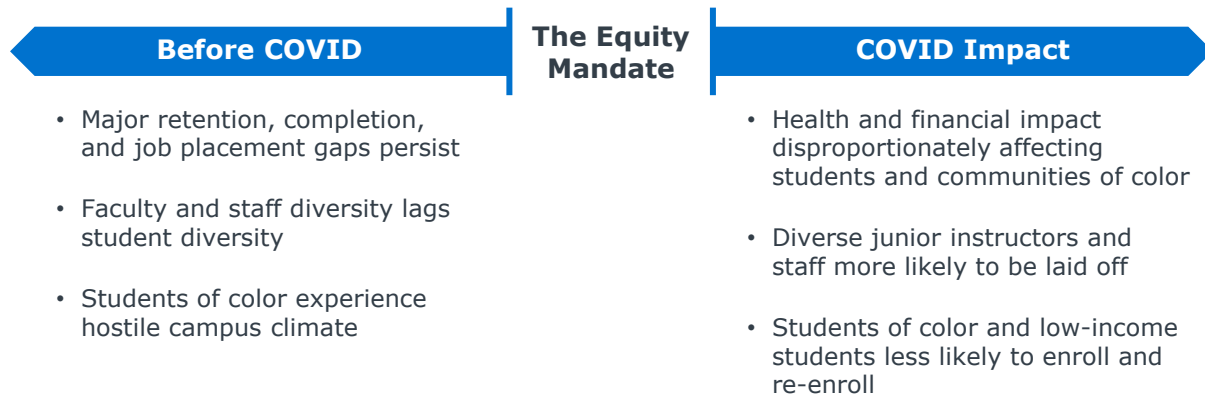 Before COVID
The Equity
Mandate
COVID Impact
• Major retention, completion,
and job placement gaps persist
• Faculty and staff diversity lags
student diversity
• Students of color experience
hostile campus climate
• Health and financial impact
disproportionately affecting
students and communities of color
• Diverse junior instructors and
staff more likely to be laid off
• Students of color and low-income
students less likely to enroll and
re-enroll